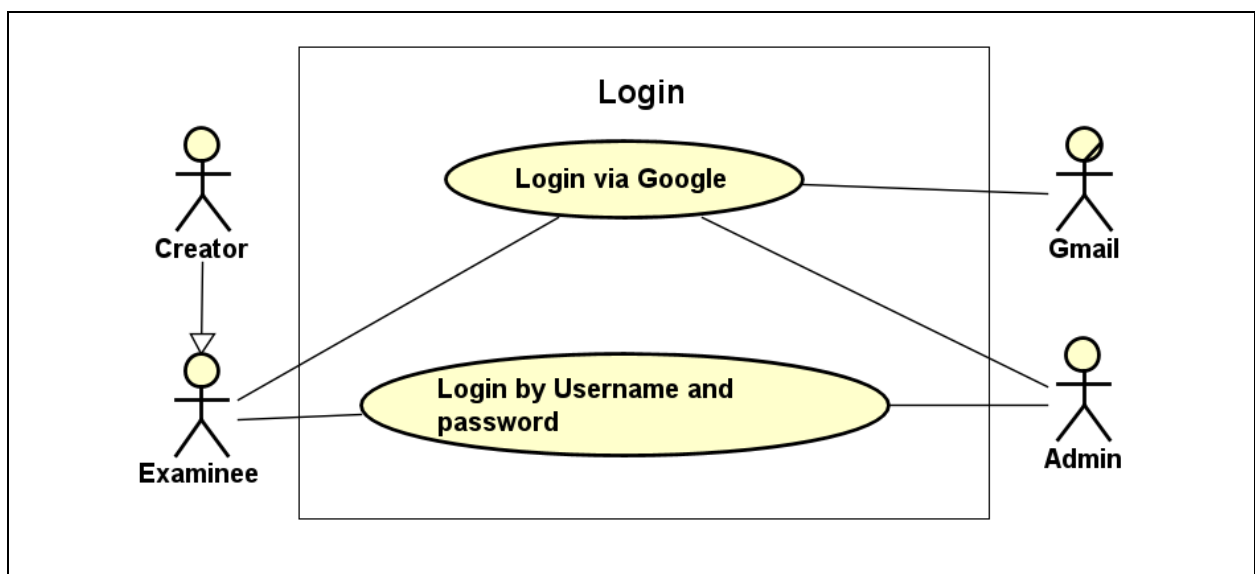 Login
Login via Google
Creator
Gmail
Login by Username and
password
Examinee
Admin